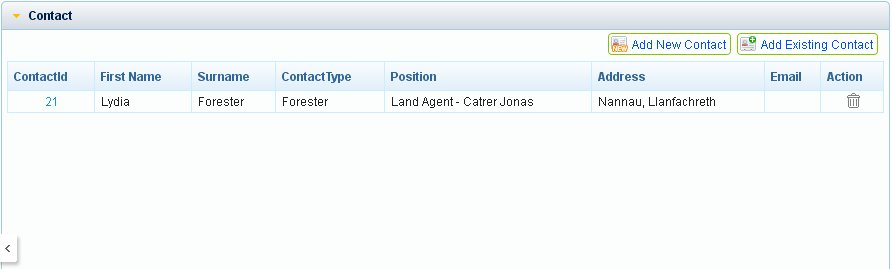 Contact
Add New Contact Add Existing Contact
ContactId First Name Surname ContactType Position Address Email Action
21 Lydia Forester Forester Land Agent - Catrer Jonas Nannau, Llanfachreth